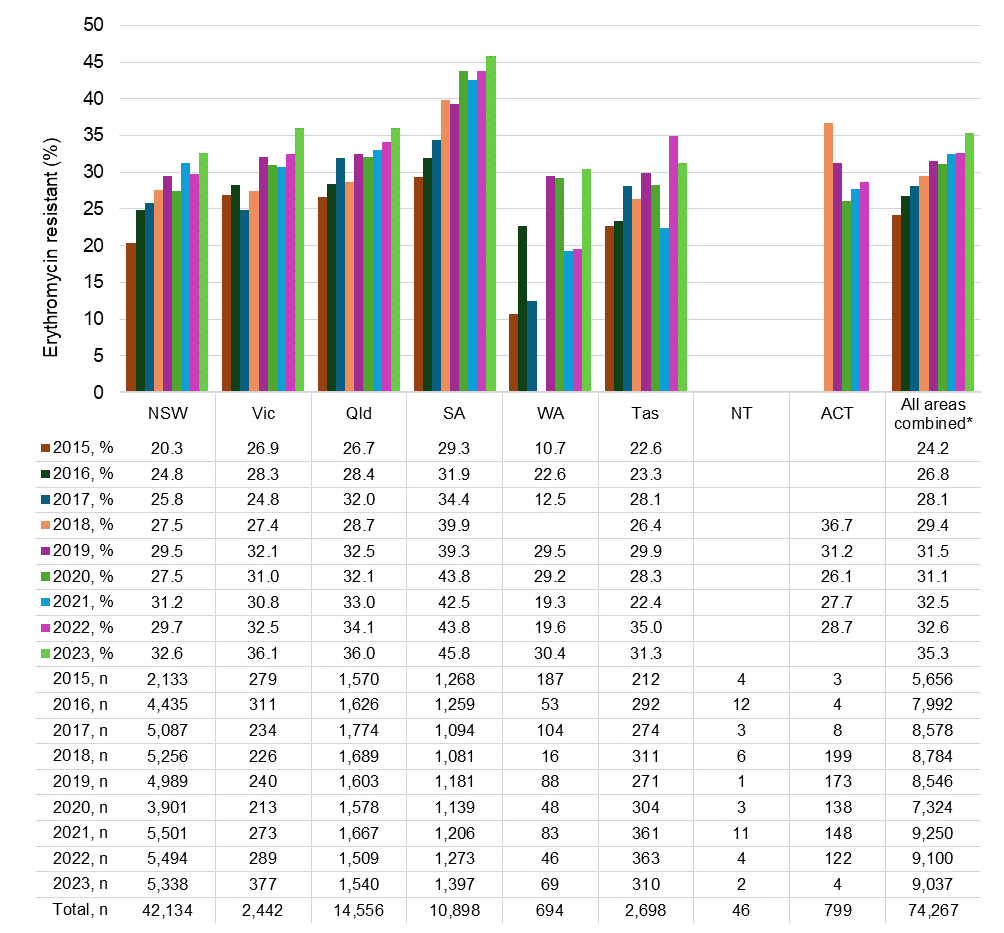 50
45
40
35
30
25
20
15
10
5
0
Erythromycin resistant (%)
NSW Vic Qld SA WA Tas NT ACT All areas combined*
2015, % 20.3 26.9 26.7 29.3 10.7 22.6 24.2
2016, % 24.8 28.3 28.4 31.9 22.6 23.3 26.8
2017, % 25.8 24.8 32.0 34.4 12.5 28.1 28.1
2018, % 27.5 27.4 28.7 39.9 26.4 36.7 29.4
2019, % 29.5 32.1 32.5 39.3 29.5 29.9 31.2 31.5
2020, % 27.5 31.0 32.1 43.8 29.2 28.3 26.1 31.1
2021, % 31.2 30.8 33.0 42.5 19.3 22.4 27.7 32.5
2022, % 29.7 32.5 34.1 43.8 19.6 35.0 28.7 32.6
2023, % 32.6 36.1 36.0 45.8 30.4 31.3 35.3
2015, n 2,133 279 1,570 1,268 187 212 4 3 5,656
2016, n 4,435 311 1,626 1,259 53 292 12 4 7,992
2017, n 5,087 234 1,774 1,094 104 274 3 8 8,578
2018, n 5,256 226 1,689 1,081 16 311 6 199 8,784
2019, n 4,989 240 1,603 1,181 88 271 1 173 8,546
2020, n 3,901 213 1,578 1,139 48 304 3 138 7,324
2021, n 5,501 273 1,667 1,206 83 361 11 148 9,250
2022, n 5,494 289 1,509 1,273 46 363 4 122 9,100
2023, n 5,338 377 1,540 1,397 69 310 2 4 9,037
Total, n 42,134 2,442 14,556 10,898 694 2,698 46 799 74,267